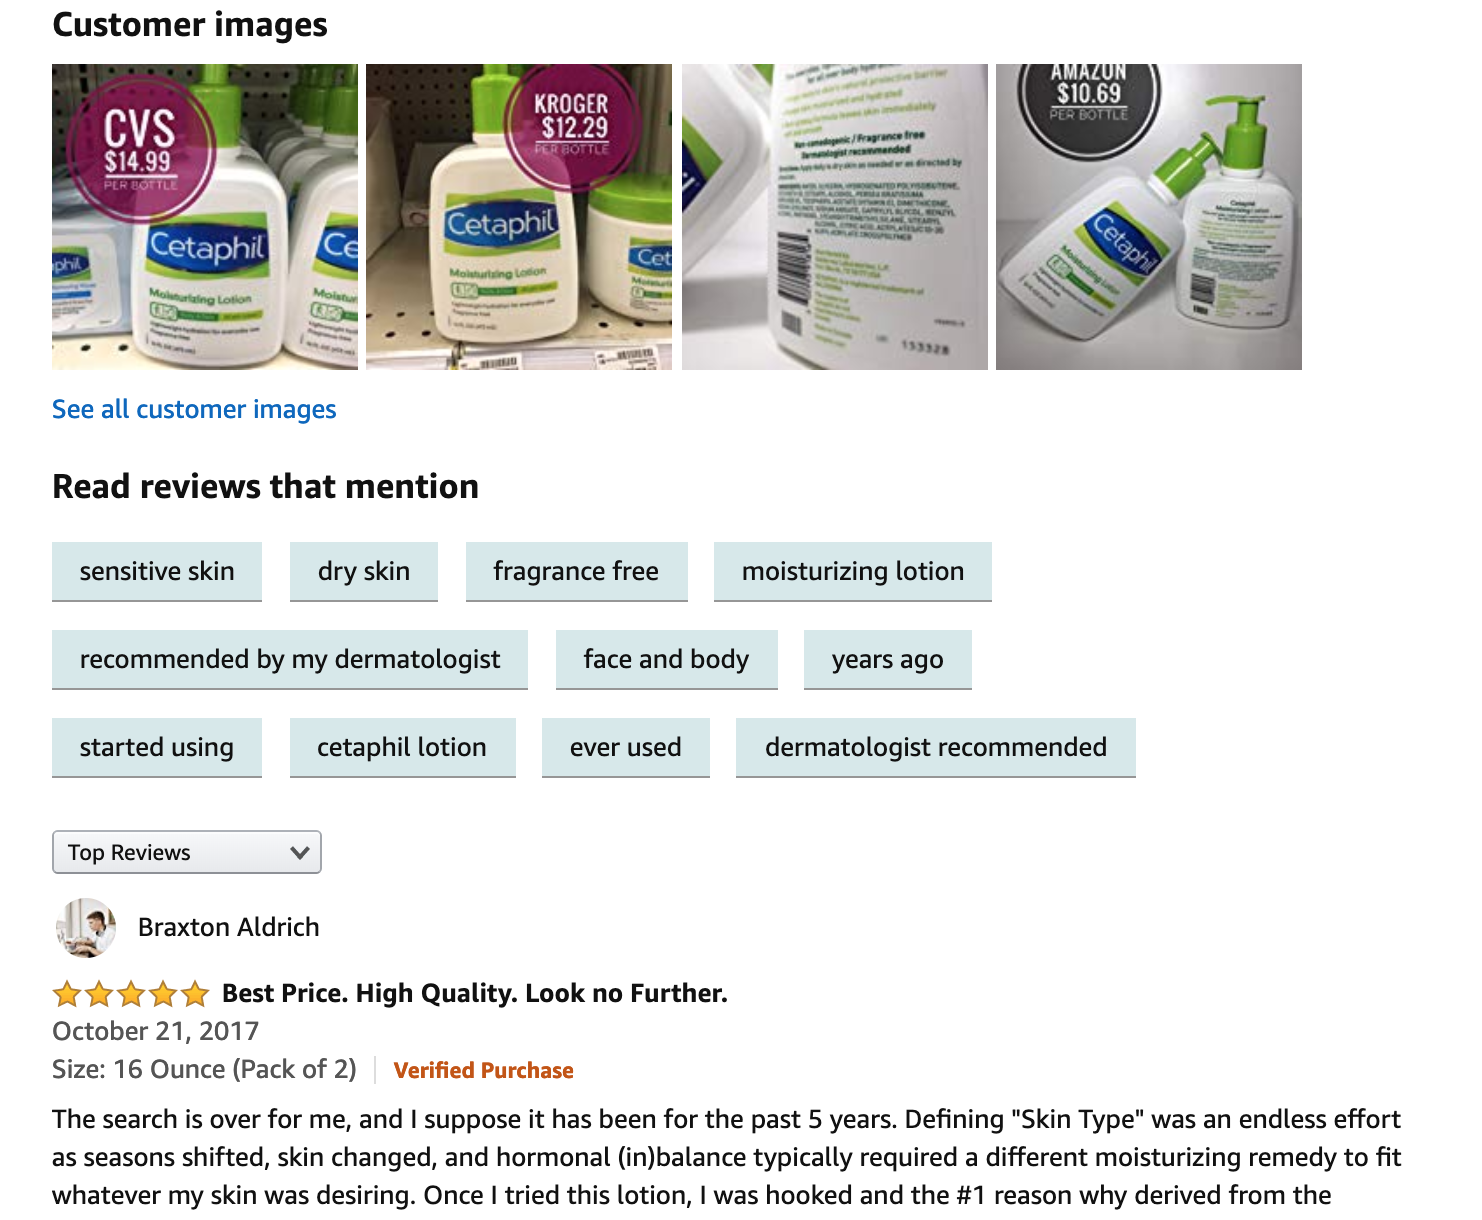 Customer images
CVS
$14.99
PER BOTTLE
Cetaphil
Moisturizing Lotion
phil
Ce
Moistur
KROGER
$12.29
PER BOTTLE
Cetaphil
Moisturizing Lotion
Cet
Moisturi
Non-comedogenic / Fragrance free
Dermatologist recommended
153328
AMAZON
$10.69
PER BOTTLE
Cetaphil
Moisturizing Lotion
See all customer images
Read reviews that mention
sensitive skin dry skin fragrance free moisturizing lotion
recommended by my dermatologist face and body years ago
started using cetaphil lotion ever used dermatologist recommended
Top Reviews
Braxton Aldrich
Best Price. High Quality. Look no Further.
October 21, 2017
Size: 16 Ounce (Pack of 2) Verified Purchase
The search is over for me, and I suppose it has been for the past 5 years. Defining "Skin Type" was an endless effort
as seasons shifted, skin changed, and hormonal (in)balance typically required a different moisturizing remedy to fit
whatever my skin was desiring. Once I tried this lotion, I was hooked and the #1 reason why derived from the